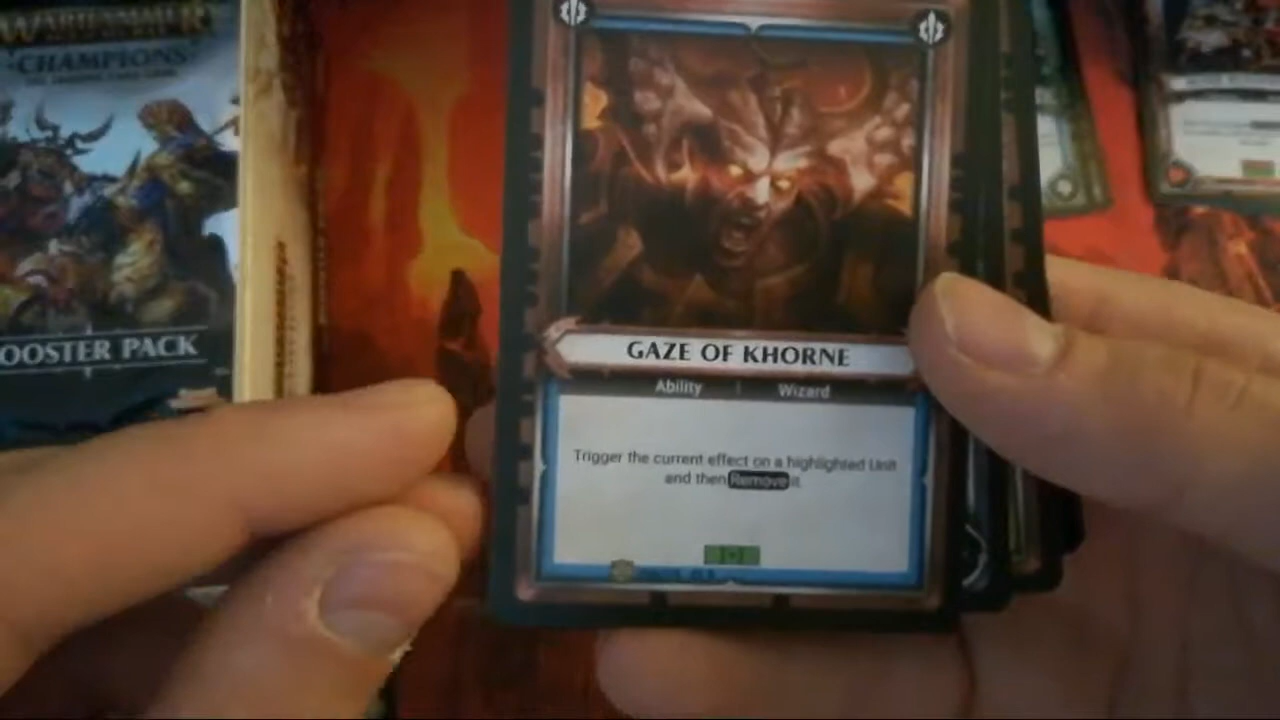 WARHAMMER
CHAMPIONS
OOSTER PACK
GAZE OF KHORNE
Ability | Wizard
Trigger the current effect on a highlighted Unit
and then Remove it